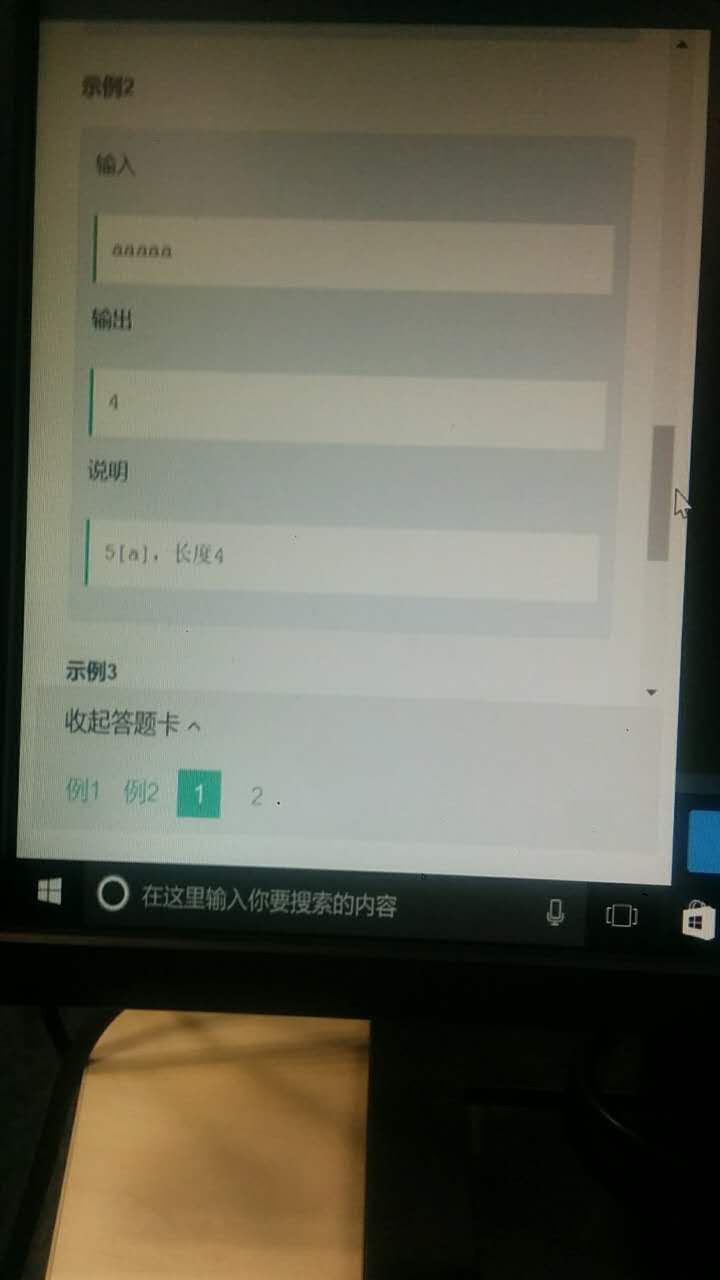 示例2
输入
aaaaa
输出
4
说明
5[a]，长度4
示例3
收起答题卡
例1 例2 1 2
在这里输入你要搜索的内容